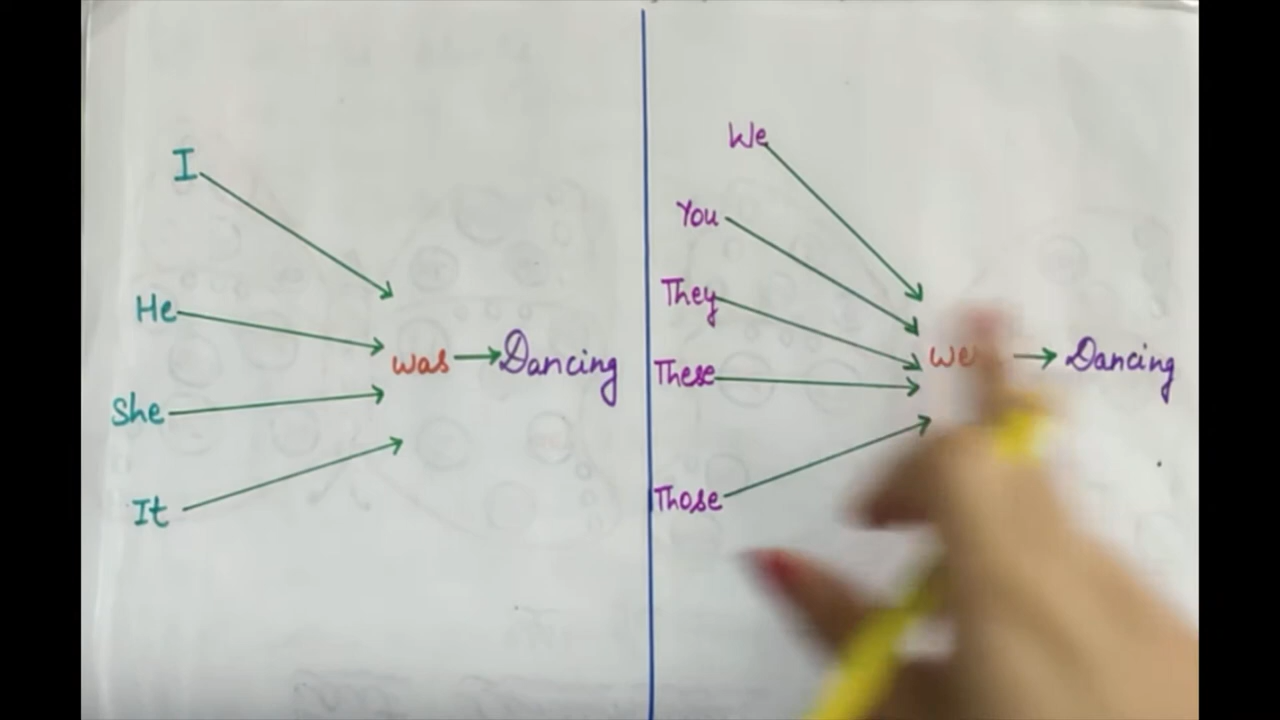 I
He
She
It
was
Dancing
We
You
They
These
Those
Dancing